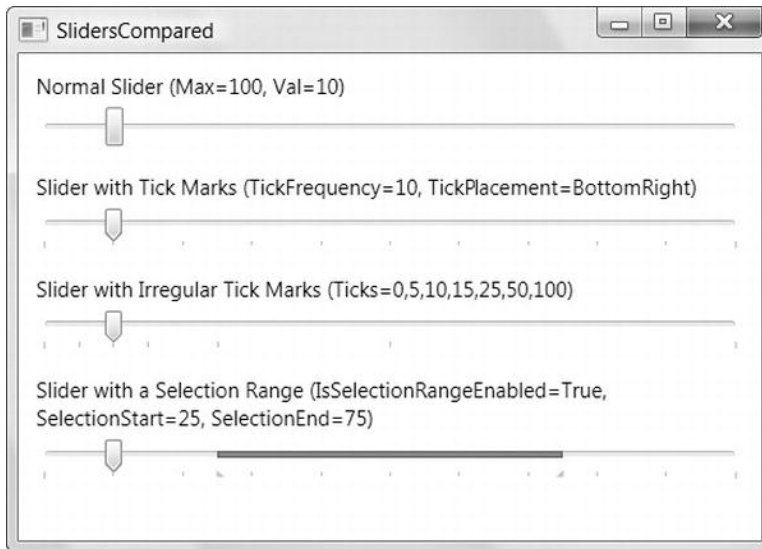 SlidersCompared
Normal Slider (Max=100, Val=10)
Slider with Tick Marks (TickFrequency=10, TickPlacement=BottomRight)
Slider with Irregular Tick Marks (Ticks=0,5,10,15,25,50,100)
Slider with a Selection Range (IsSelectionRangeEnabled=True,
SelectionStart=25, SelectionEnd=75)